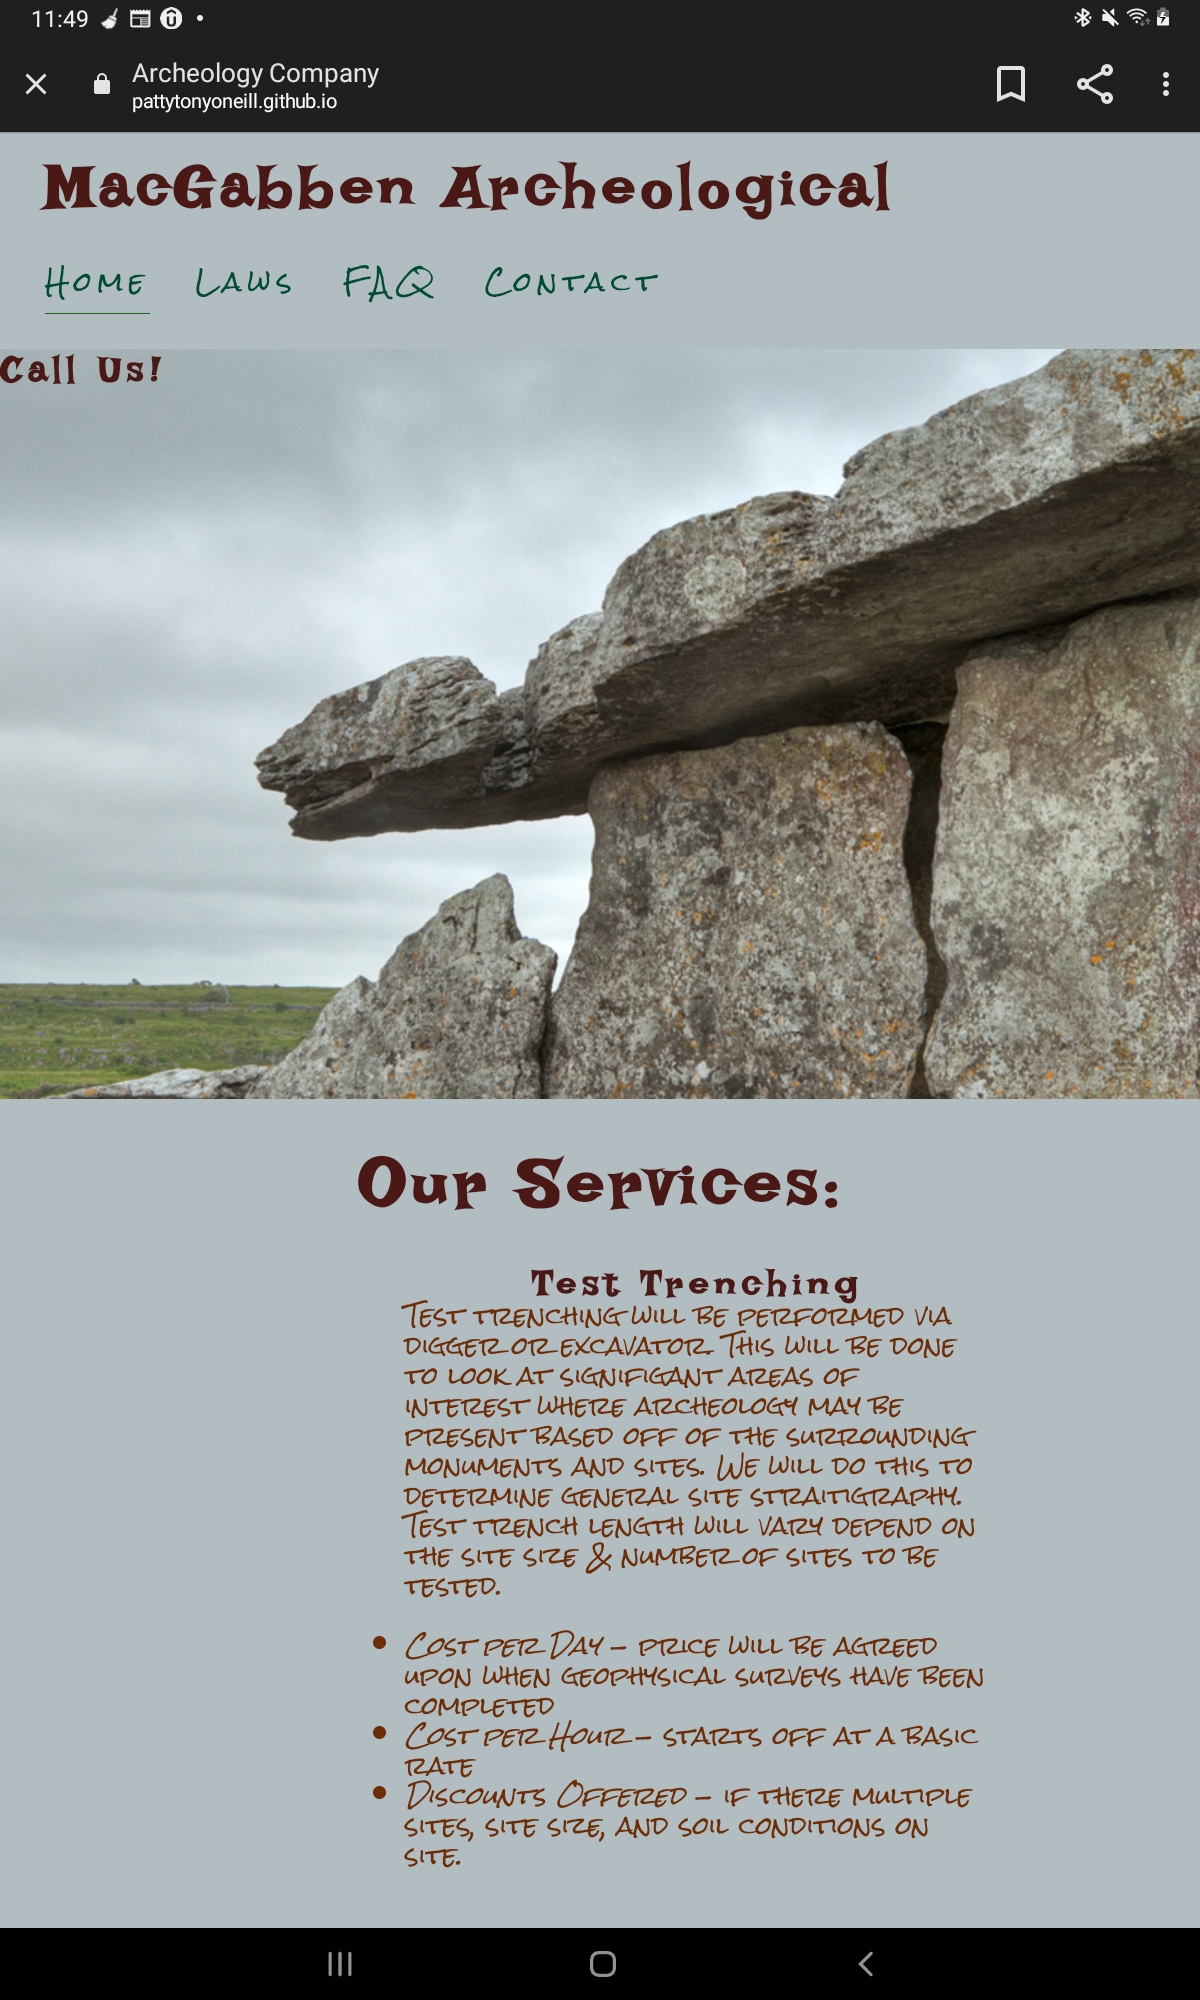 11:49
Archeology Company
pattytonyoneill.github.io
MacGabben Archeological
Home Laws FAQ Contact
Call Us!
Our Services:
Test Trenching
Test trenching will be performed via
digger or excavator. This will be done
to look at signifigant areas of
interest where archeology may be
present based off of the surrounding
monuments and sites. We will do this to
determine general site straitigraphy.
Test trench length will vary depend on
the site size & number of sites to be
tested.
Cost per Day – price will be agreed
upon when geophysical surveys have been
completed
Cost per Hour – starts off at a basic
rate
Discounts Offered – if there multiple
sites, site size, and soil conditions on
site.